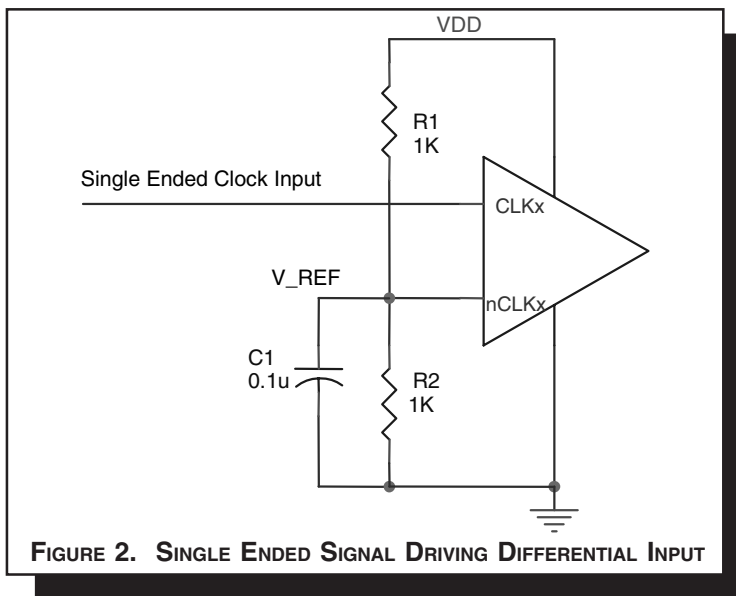 VDD
R1
1K
Single Ended Clock Input
CLKx
V_REF
nCLKx
C1
0.1u
R2
1K
FIGURE 2. SINGLE ENDED SIGNAL DRIVING DIFFERENTIAL INPUT